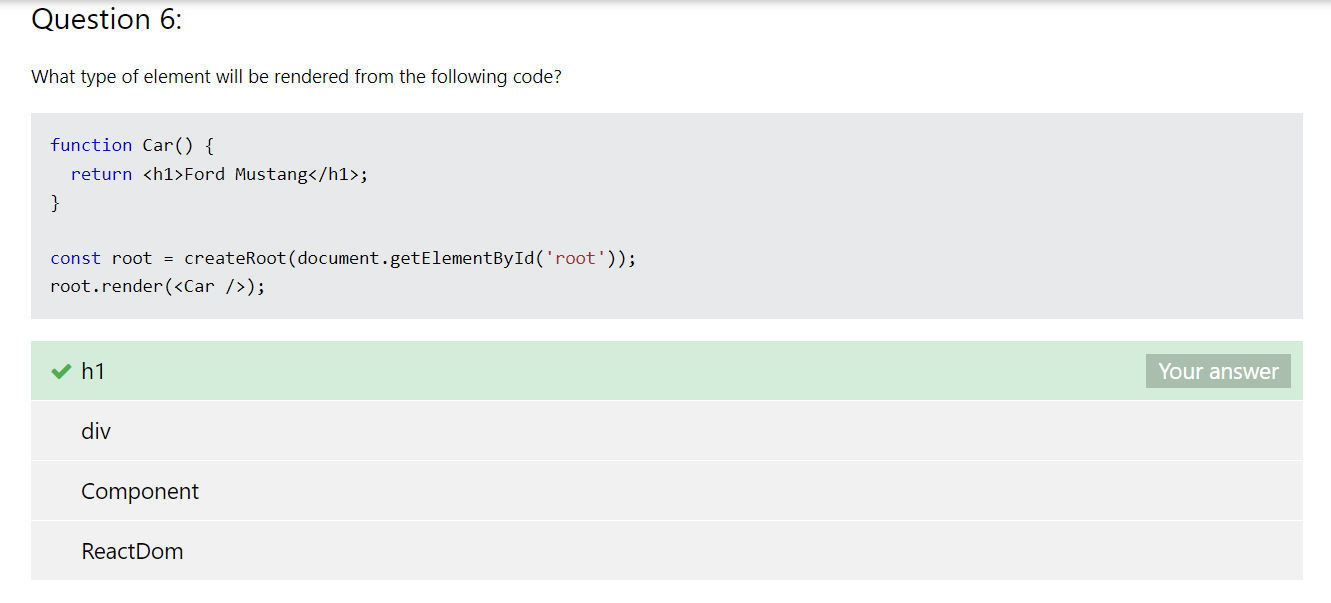 Question 6:
What type of element will be rendered from the following code?
function Car() {
  return <h1>Ford Mustang</h1>;
}
const root = createRoot(document.getElementById('root'));
root.render(<Car />);
h1 Your answer
div
Component
ReactDom